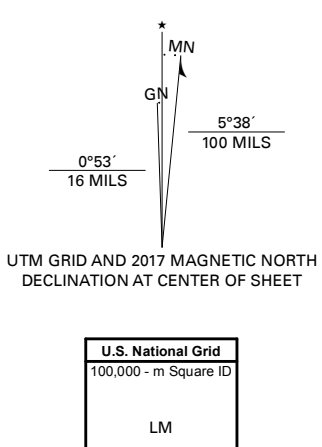 ★
MN
GN
5°38´
100 MILS
0°53´
16 MILS
UTM GRID AND 2017 MAGNETIC NORTH
DECLINATION AT CENTER OF SHEET
U.S. National Grid
100,000 - m Square ID
LM